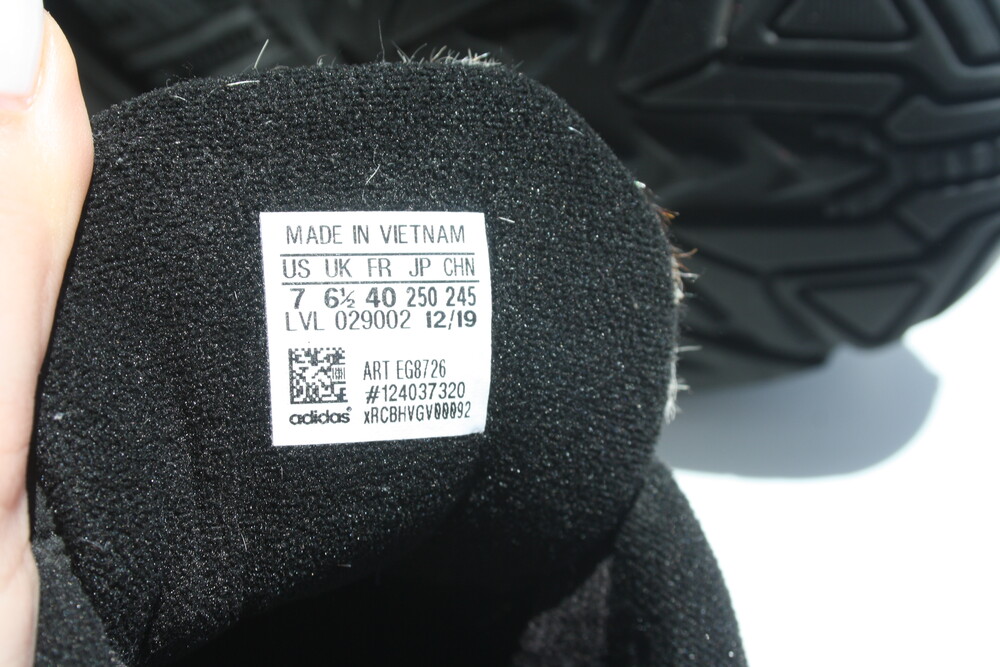 MADE IN VIETNAM
US UK FR JP CHN
7 6½ 40 250 245
LVL 029002 12/19
ART EG8726
#124037320
adidas® xRCBHVGV00092